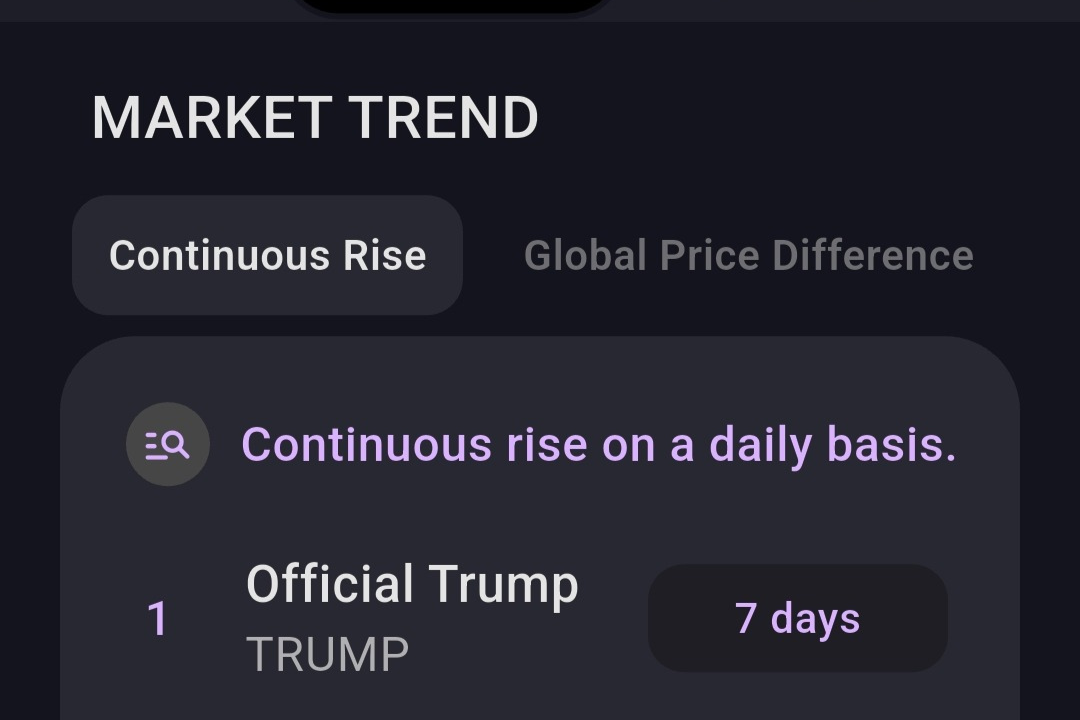 MARKET TREND
Continuous Rise
Global Price Difference
Continuous rise on a daily basis.
1
Official Trump
TRUMP
7 days